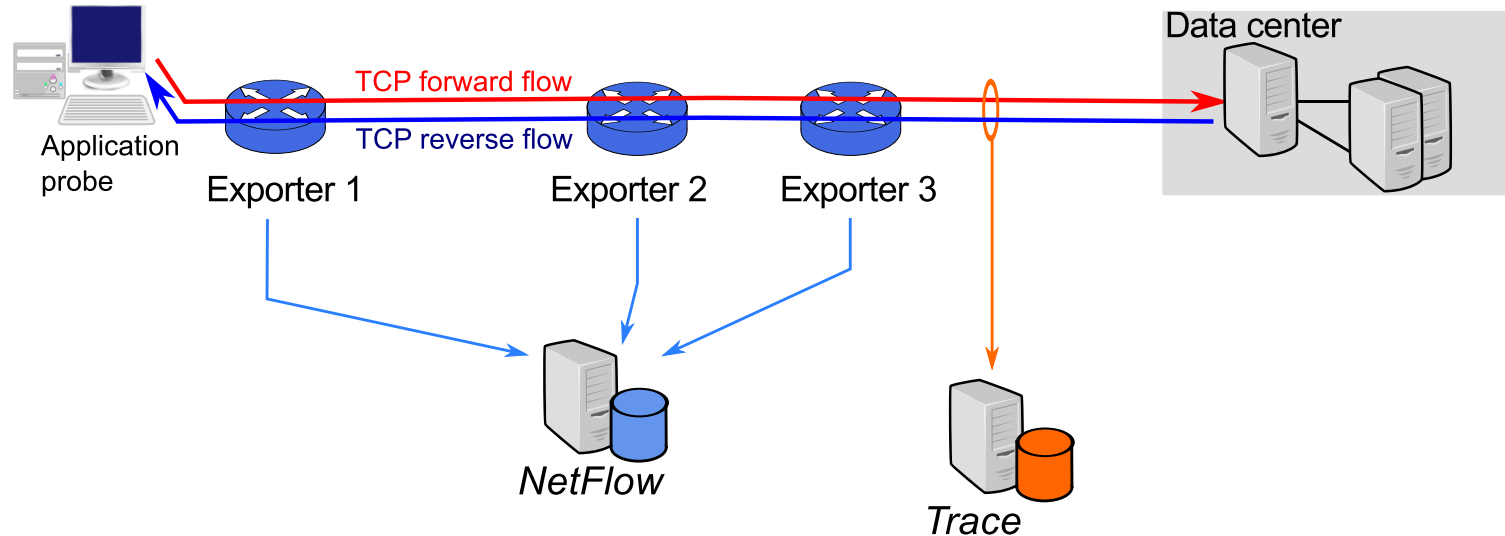 Data center
TCP forward flow
TCP reverse flow
Application
probe
Exporter 1
Exporter 2
Exporter 3
NetFlow
Trace